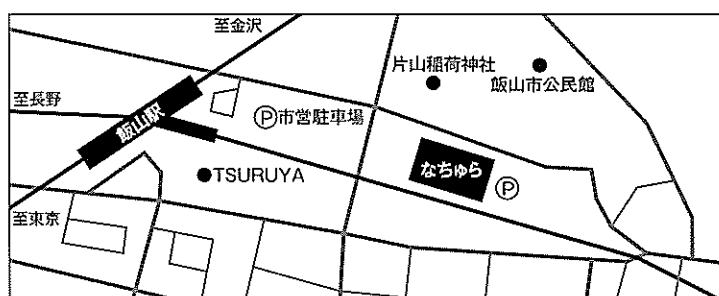 至金沢
片山稲荷神社
飯山市公民館
至長野
飯山駅
Ⓟ市営駐車場
なちゅら
Ⓟ
TSURUYA
至東京